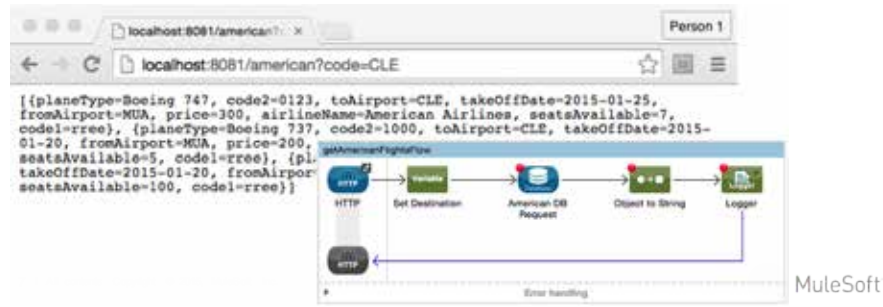 localhost:8081/american?
Person 1
localhost:8081/american?code=CLE
[{planeType=Boeing 747, code2=0123, toAirport=CLE, takeOffDate=2015-01-25,
fromAirport=MUA, price=300, airlineName=American Airlines, seatsAvailable=7,
code1=rree}, {planeType=Boeing 737, code2=1000, toAirport=CLE, takeOffDate=2015-
01-20, fromAirport=MUA, price=200,
seatsAvailable=5, code1=rree}, {pl
takeOffDate=2015-01-20, fromAirpor
seatsAvailable=100, code1=rree}]
getAmericanFlightsFlow
HTTP
Variable
Database
Logger
HTTP
Set Destination
American DB
Request
Object to String
Logger
HTTP
Error handling
MuleSoft